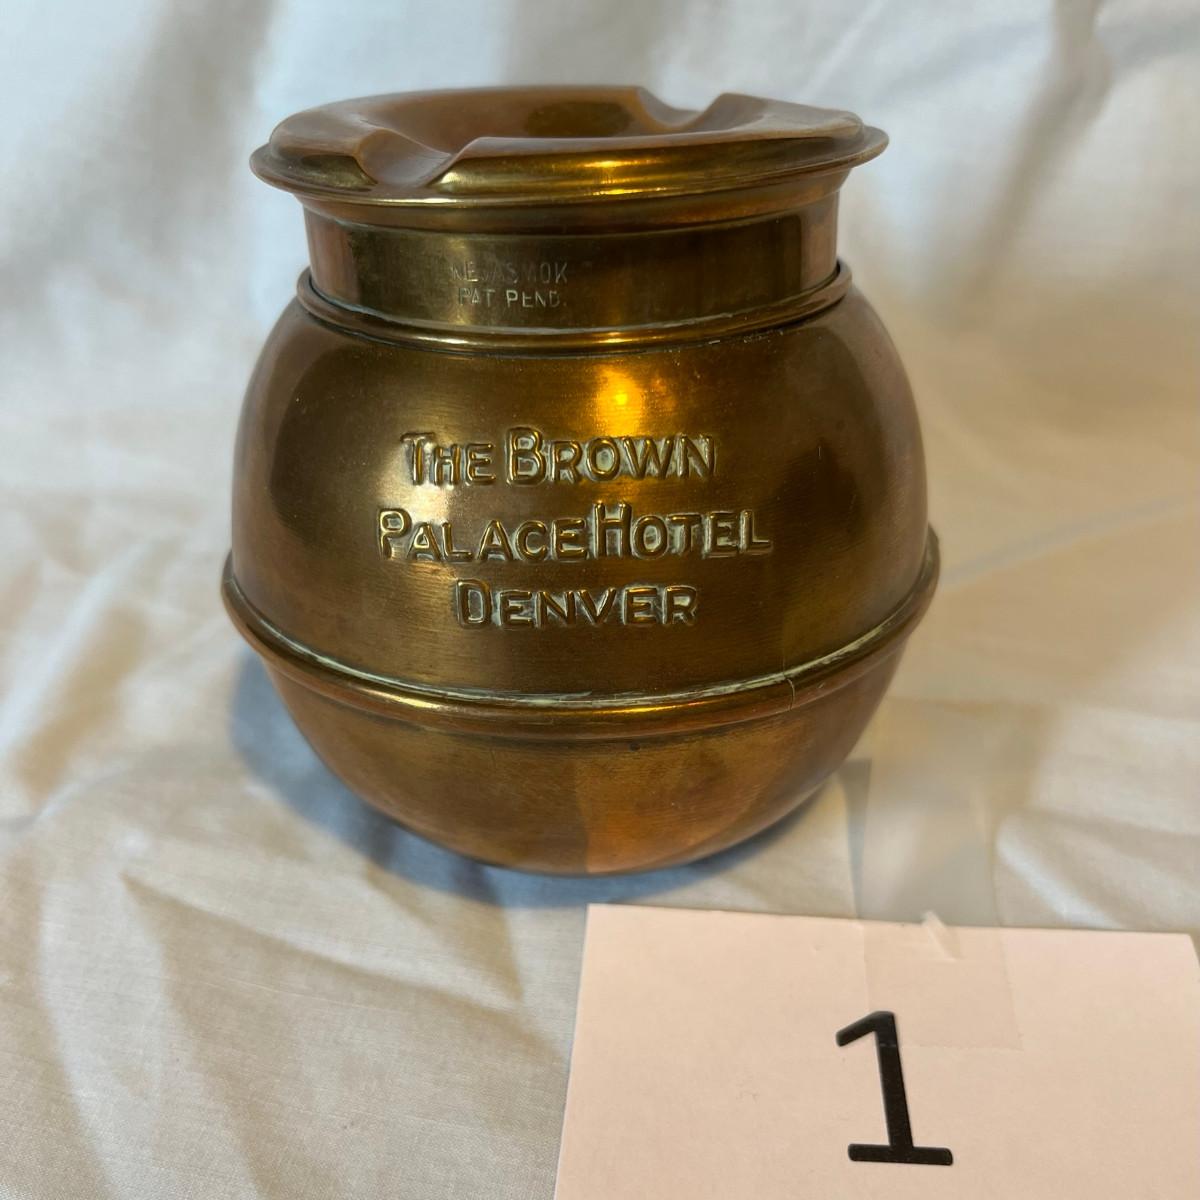 NEVASMOK
PAT PEND.
THE BROWN
PALACE HOTEL
DENVER
1